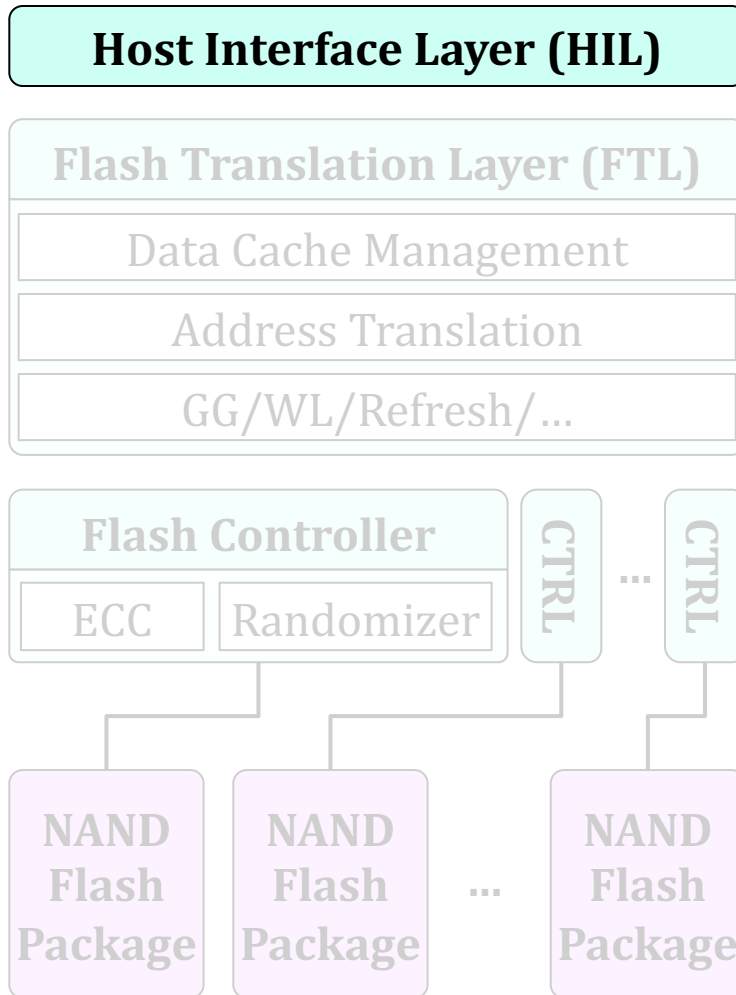 Host Interface Layer (HIL)
Flash Translation Layer (FTL)
Data Cache Management
Address Translation
GG/WL/Refresh/...
Flash Controller
ECC
Randomizer
CTRL
...
CTRL
NAND
Flash
Package
NAND
Flash
Package
...
NAND
Flash
Package